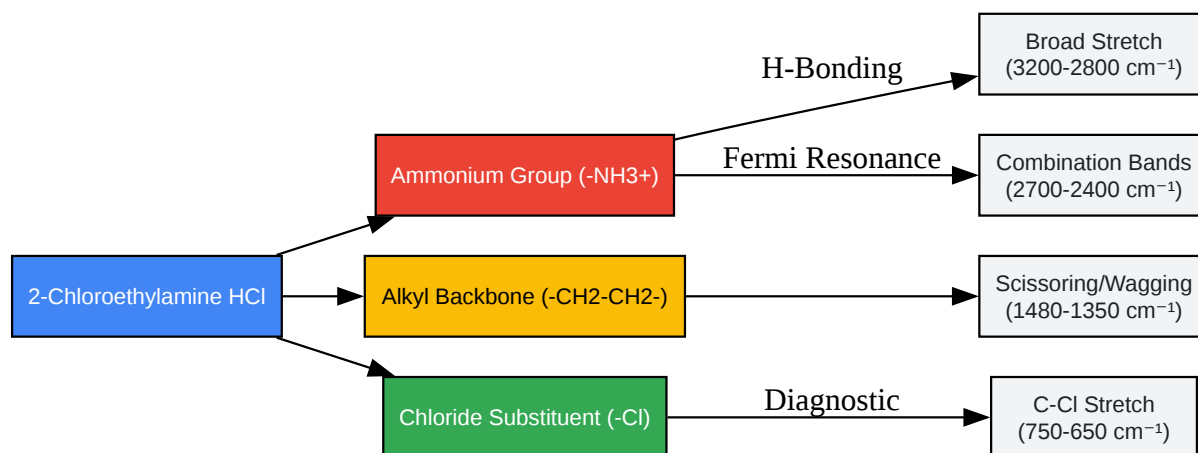 H-Bonding
Broad Stretch
(3200-2800 cm⁻¹)
Ammonium Group (-NH3+)
Fermi Resonance
Combination Bands
(2700-2400 cm⁻¹)
2-Chloroethylamine HCl
Alkyl Backbone (-CH2-CH2-)
Scissoring/Wagging
(1480-1350 cm⁻¹)
Chloride Substituent (-Cl)
Diagnostic
C-Cl Stretch
(750-650 cm⁻¹)